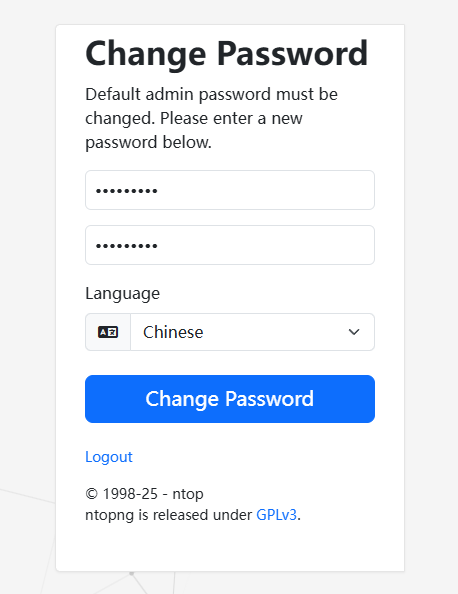 Change Password
Default admin password must be
changed. Please enter a new
password below.
•••••••••
•••••••••
Language
Chinese
Change Password
Logout
© 1998-25 - ntop
ntopng is released under GPLv3.